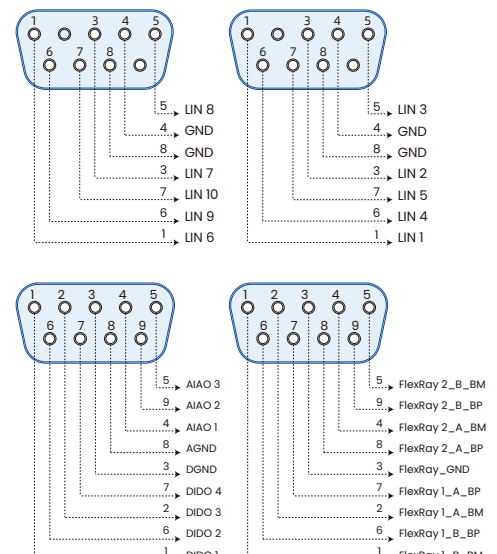 1 3 4 5
6 7 8
5 LIN 8
4 GND
8 GND
3 LIN 7
7 LIN 10
6 LIN 9
1 LIN 6
1 3 4 5
6 7 8
5 LIN 3
4 GND
8 GND
3 LIN 2
7 LIN 5
6 LIN 4
1 LIN 1
1 2 3 4 5
6 7 8 9
5 AIAO 3
9 AIAO 2
4 AIAO 1
8 AGND
3 DGND
7 DIDO 4
2 DIDO 3
6 DIDO 2
1 DIDO 1
1 2 3 4 5
6 7 8 9
5 FlexRay 2_B_BM
9 FlexRay 2_B_BP
4 FlexRay 2_A_BM
8 FlexRay 2_A_BP
3 FlexRay_GND
7 FlexRay 1_A_BP
2 FlexRay 1_A_BM
6 FlexRay 1_B_BP
1 FlexRay 1_B_BM